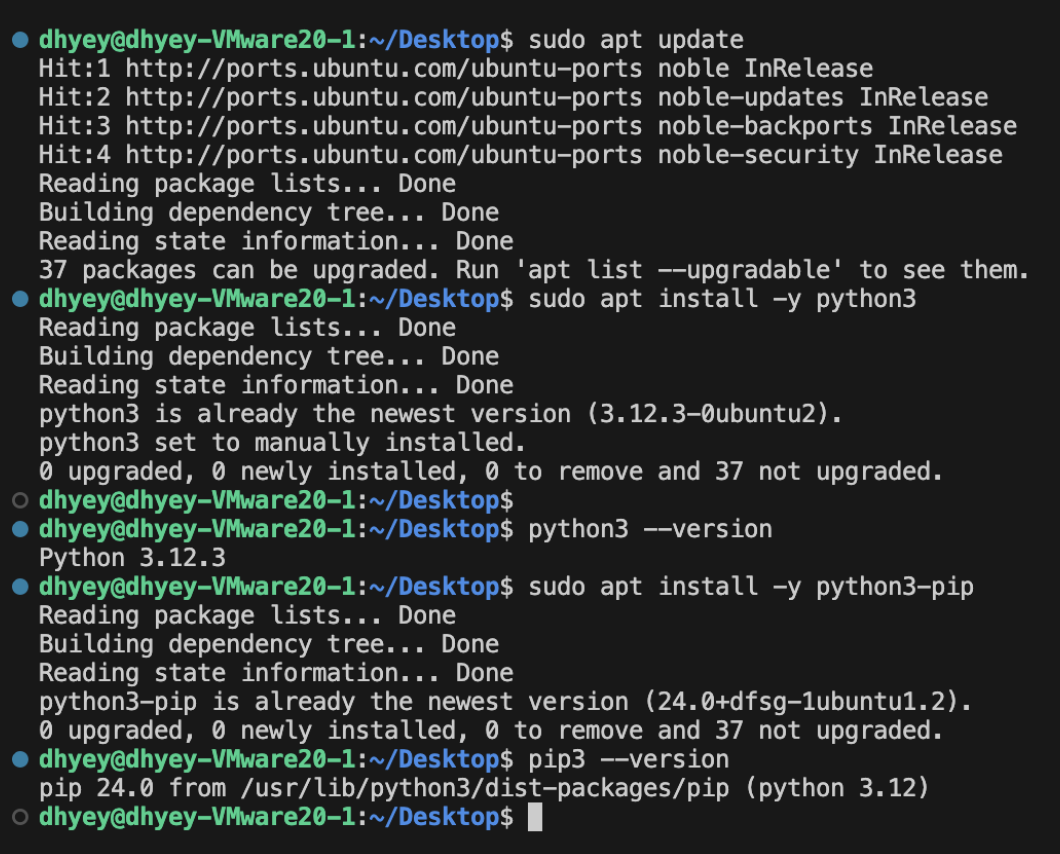 dhyey@dhyey-VMware20-1:~/Desktop$ sudo apt update
Hit:1 http://ports.ubuntu.com/ubuntu-ports noble InRelease
Hit:2 http://ports.ubuntu.com/ubuntu-ports noble-updates InRelease
Hit:3 http://ports.ubuntu.com/ubuntu-ports noble-backports InRelease
Hit:4 http://ports.ubuntu.com/ubuntu-ports noble-security InRelease
Reading package lists... Done
Building dependency tree... Done
Reading state information... Done
37 packages can be upgraded. Run 'apt list --upgradable' to see them.
dhyey@dhyey-VMware20-1:~/Desktop$ sudo apt install -y python3
Reading package lists... Done
Building dependency tree... Done
Reading state information... Done
python3 is already the newest version (3.12.3-0ubuntu2).
python3 set to manually installed.
0 upgraded, 0 newly installed, 0 to remove and 37 not upgraded.
dhyey@dhyey-VMware20-1:~/Desktop$
dhyey@dhyey-VMware20-1:~/Desktop$ python3 --version
Python 3.12.3
dhyey@dhyey-VMware20-1:~/Desktop$ sudo apt install -y python3-pip
Reading package lists... Done
Building dependency tree... Done
Reading state information... Done
python3-pip is already the newest version (24.0+dfsg-1ubuntu1.2).
0 upgraded, 0 newly installed, 0 to remove and 37 not upgraded.
dhyey@dhyey-VMware20-1:~/Desktop$ pip3 --version
pip 24.0 from /usr/lib/python3/dist-packages/pip (python 3.12)
dhyey@dhyey-VMware20-1:~/Desktop$